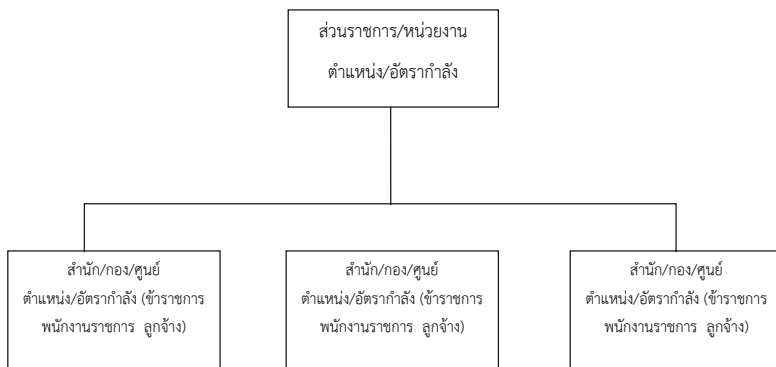 ส่วนราชการ/หน่วยงาน
ตำแหน่ง/อัตรากำลัง
สำนัก/กอง/ศูนย์
ตำแหน่ง/อัตรากำลัง (ข้าราชการ
พนักงานราชการ ลูกจ้าง)
สำนัก/กอง/ศูนย์
ตำแหน่ง/อัตรากำลัง (ข้าราชการ
พนักงานราชการ ลูกจ้าง)
สำนัก/กอง/ศูนย์
ตำแหน่ง/อัตรากำลัง (ข้าราชการ
พนักงานราชการ ลูกจ้าง)